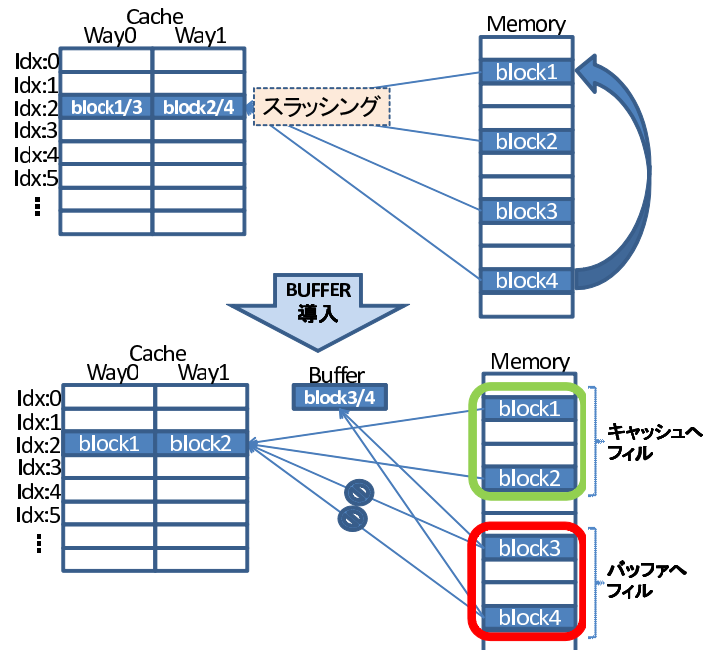 Cache
Memory
Way0 Way1
Idx:0
block1
Idx:1
Idx:2 block1/3 block2/4
スラッシング
Idx:3
block2
Idx:4
Idx:5
block3
block4
BUFFER
導入
Cache
Way0 Way1
Buffer
Memory
block3/4
Idx:0
block1
Idx:1
キャッシュへ
フィル
Idx:2 block1 block2
Idx:3
block2
Idx:4
Idx:5
block3
バッファへ
フィル
block4